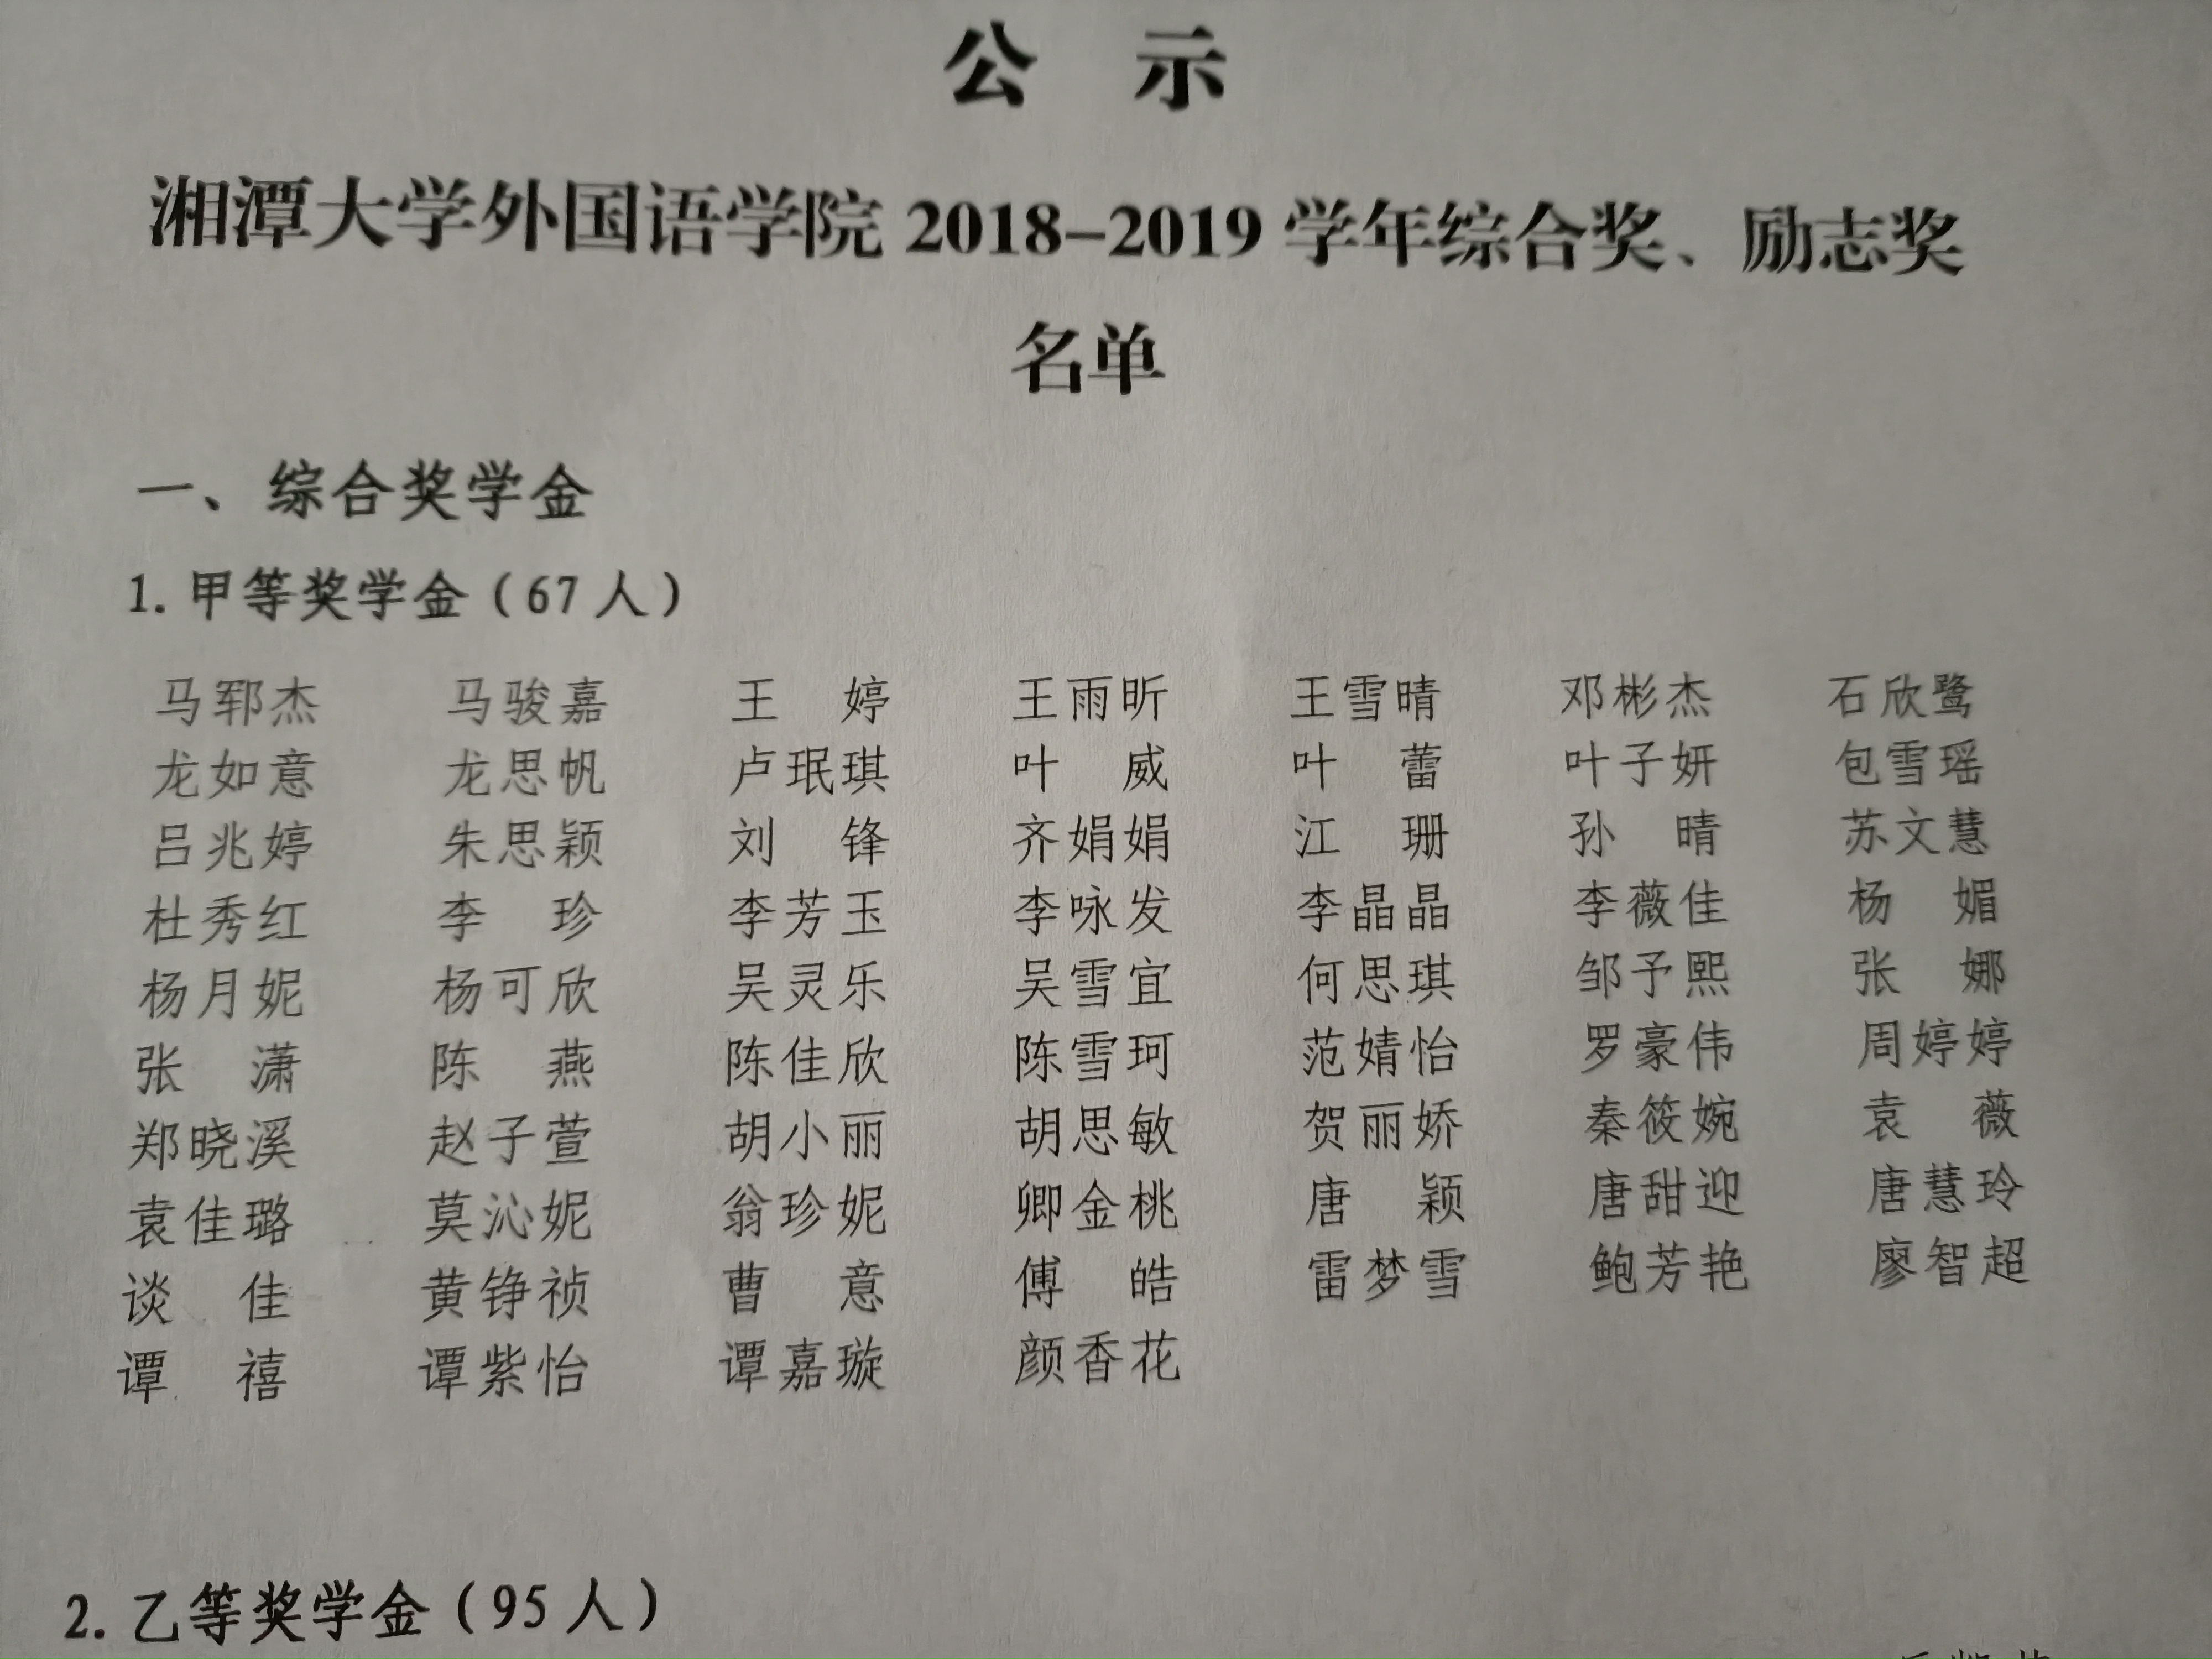 公 示
湘潭大学外国语学院 2018-2019 学年综合奖、励志奖
名单
一、综合奖学金
1. 甲等奖学金（67 人）
马郓杰 马骏嘉 王 婷 王雨昕 王雪晴 邓彬杰 石欣鹭
龙如意 龙思帆 卢珉琪 叶 威 叶 蕾 叶子妍 包雪瑶
吕兆婷 朱思颖 刘 锋 齐娟娟 江 珊 孙 晴 苏文慧
杜秀红 李 珍 李芳玉 李咏发 李晶晶 李薇佳 杨 媚
杨月妮 杨可欣 吴灵乐 吴雪宜 何思琪 邹予熙 张 娜
张 潇 陈 燕 陈佳欣 陈雪珂 范婧怡 罗豪伟 周婷婷
郑晓溪 赵子萱 胡小丽 胡思敏 贺丽娇 秦筱婉 袁 薇
袁佳璐 莫沁妮 翁珍妮 卿金桃 唐 颖 唐甜迎 唐慧玲
谈 佳 黄铮祯 曹 意 傅 皓 雷梦雪 鲍芳艳 廖智超
谭 禧 谭紫怡 谭嘉璇 颜香花
2. 乙等奖学金（95 人）